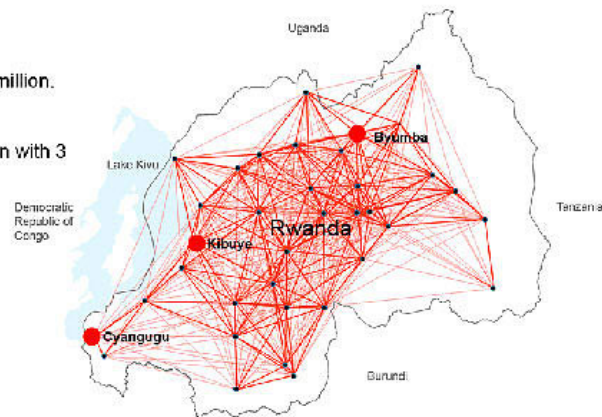 Uganda
million.
Byumba
n with 3
Lake Kivu
Democratic
Republic of
Congo
Tanzania
Rwanda
Kibuye
Cyangugu
Burundi